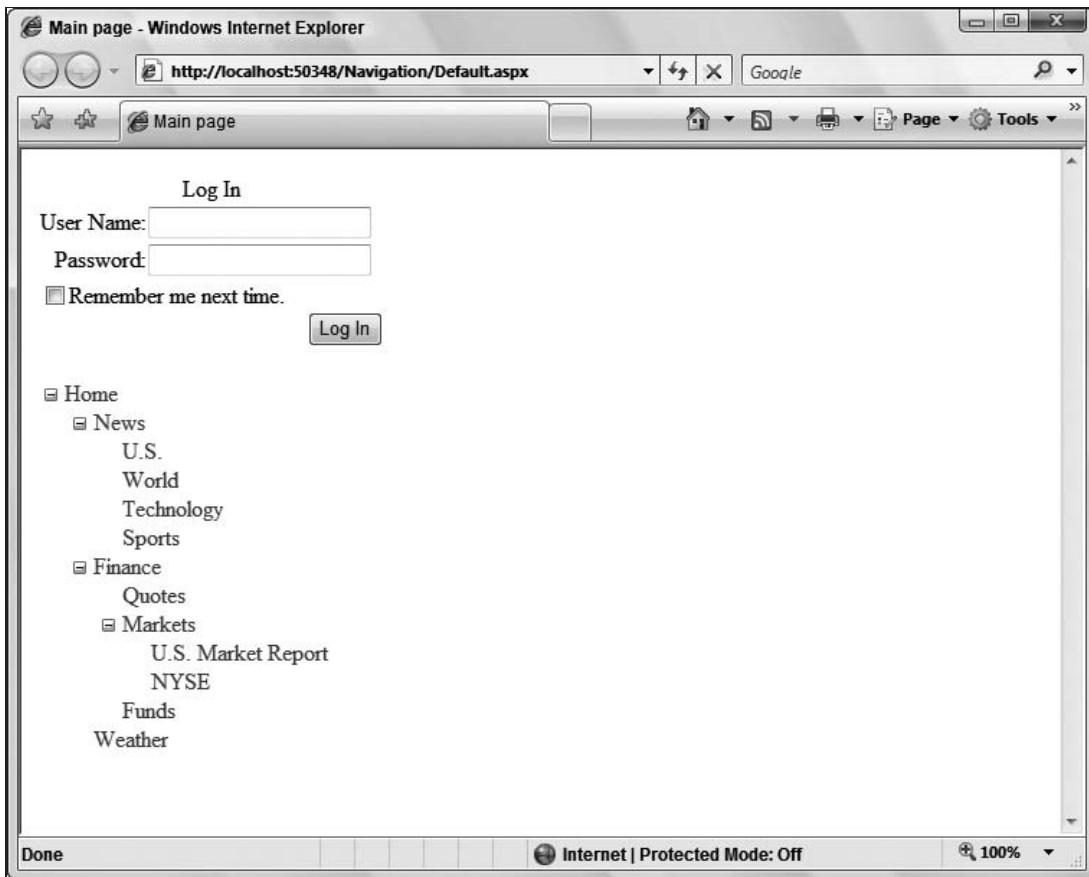 Main page - Windows Internet Explorer
http://localhost:50348/Navigation/Default.aspx
Google
Main page
Page
Tools
Log In
User Name:
Password:
Remember me next time.
Log In
Home
News
U.S.
World
Technology
Sports
Finance
Quotes
Markets
U.S. Market Report
NYSE
Funds
Weather
Done
Internet | Protected Mode: Off
100%